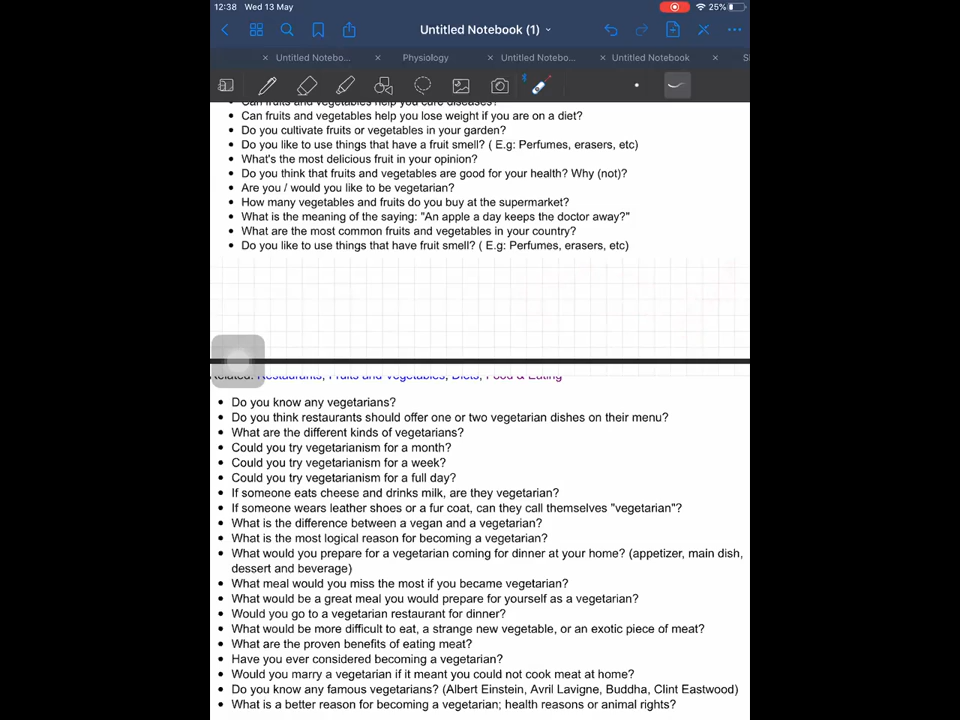 12:38 Wed 13 May
25%
Untitled Notebook (1)
Untitled Notebo...
Physiology
Untitled Notebo...
Untitled Notebook
Can fruits and vegetables help you cure diseases?
Can fruits and vegetables help you lose weight if you are on a diet?
Do you cultivate fruits or vegetables in your garden?
Do you like to use things that have a fruit smell? ( E.g: Perfumes, erasers, etc)
What's the most delicious fruit in your opinion?
Do you think that fruits and vegetables are good for your health? Why (not)?
Are you / would you like to be vegetarian?
How many vegetables and fruits do you buy at the supermarket?
What is the meaning of the saying: "An apple a day keeps the doctor away?"
What are the most common fruits and vegetables in your country?
Do you like to use things that have fruit smell? ( E.g: Perfumes, erasers, etc)
Related: Restaurants, Fruits and Vegetables, Diets, Food & Eating
Do you know any vegetarians?
Do you think restaurants should offer one or two vegetarian dishes on their menu?
What are the different kinds of vegetarians?
Could you try vegetarianism for a month?
Could you try vegetarianism for a week?
Could you try vegetarianism for a full day?
If someone eats cheese and drinks milk, are they vegetarian?
If someone wears leather shoes or a fur coat, can they call themselves "vegetarian"?
What is the difference between a vegan and a vegetarian?
What is the most logical reason for becoming a vegetarian?
What would you prepare for a vegetarian coming for dinner at your home? (appetizer, main dish,
dessert and beverage)
What meal would you miss the most if you became vegetarian?
What would be a great meal you would prepare for yourself as a vegetarian?
Would you go to a vegetarian restaurant for dinner?
What would be more difficult to eat, a strange new vegetable, or an exotic piece of meat?
What are the proven benefits of eating meat?
Have you ever considered becoming a vegetarian?
Would you marry a vegetarian if it meant you could not cook meat at home?
Do you know any famous vegetarians? (Albert Einstein, Avril Lavigne, Buddha, Clint Eastwood)
What is a better reason for becoming a vegetarian; health reasons or animal rights?